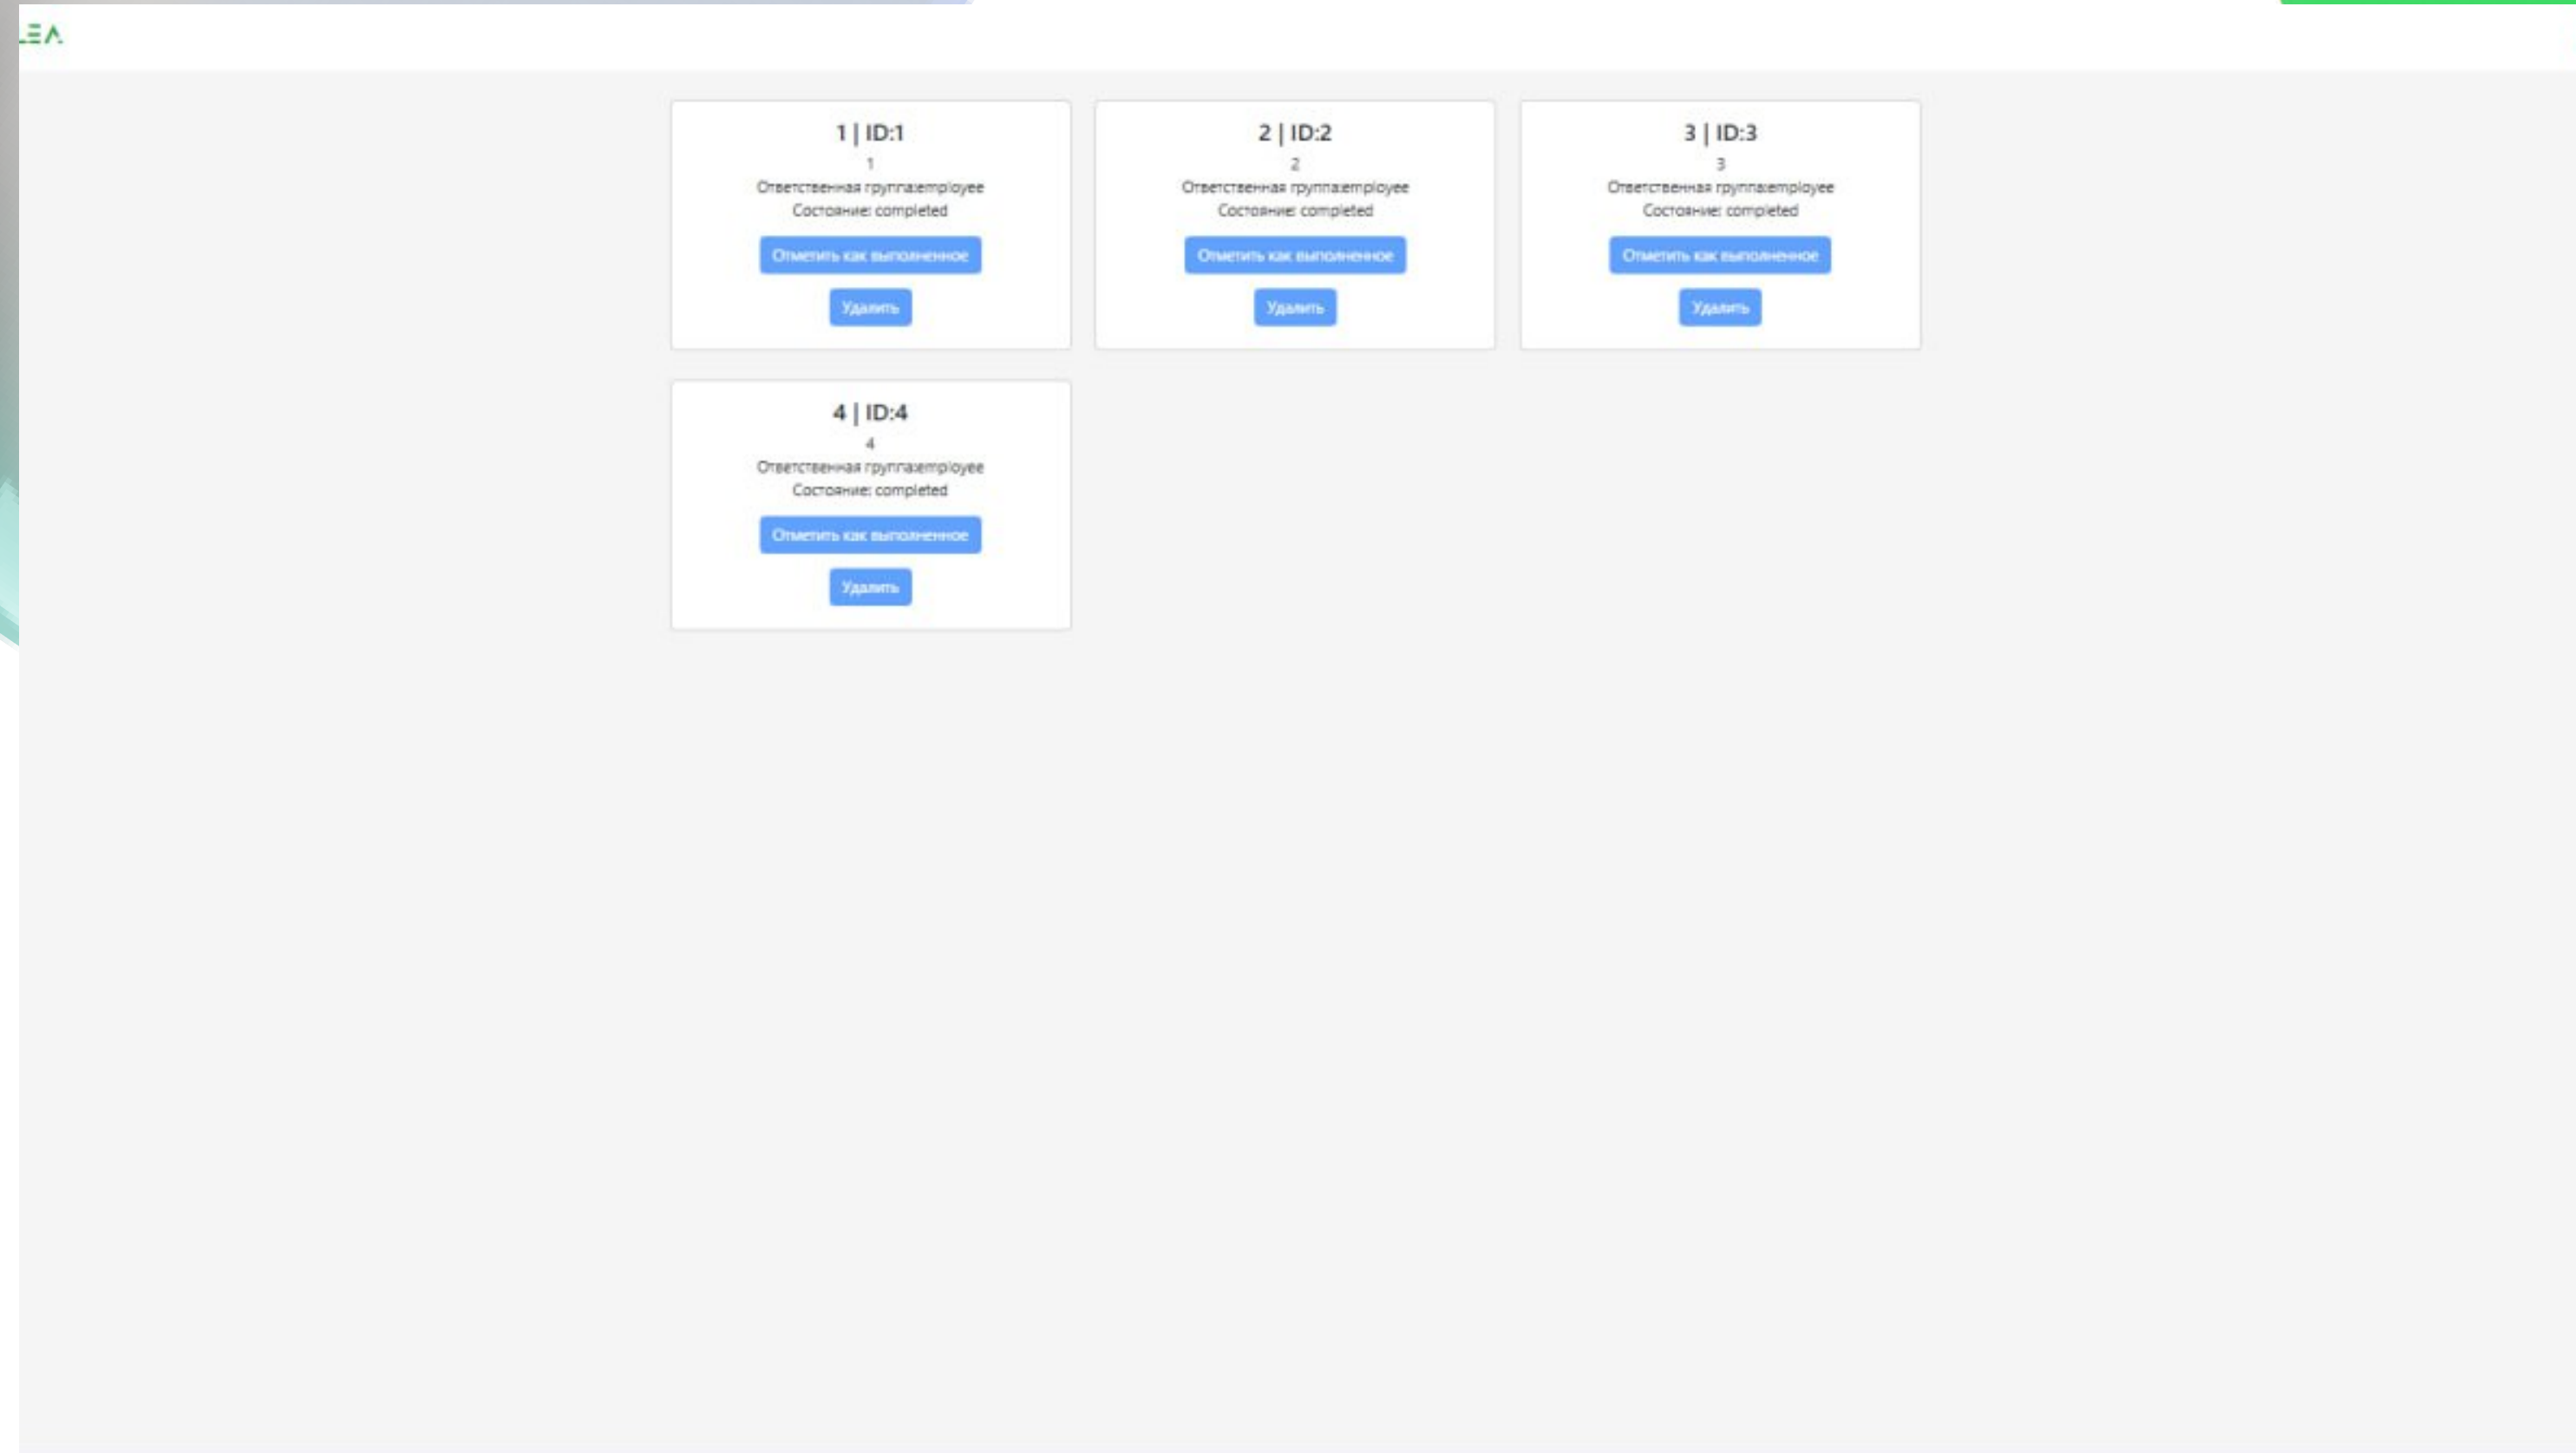 LEA
1 | ID:1
1
Ответственная группа:employee
Состояние: completed
Отметить как выполненное
Удалить
2 | ID:2
2
Ответственная группа:employee
Состояние: completed
Отметить как выполненное
Удалить
3 | ID:3
3
Ответственная группа:employee
Состояние: completed
Отметить как выполненное
Удалить
4 | ID:4
4
Ответственная группа:employee
Состояние: completed
Отметить как выполненное
Удалить